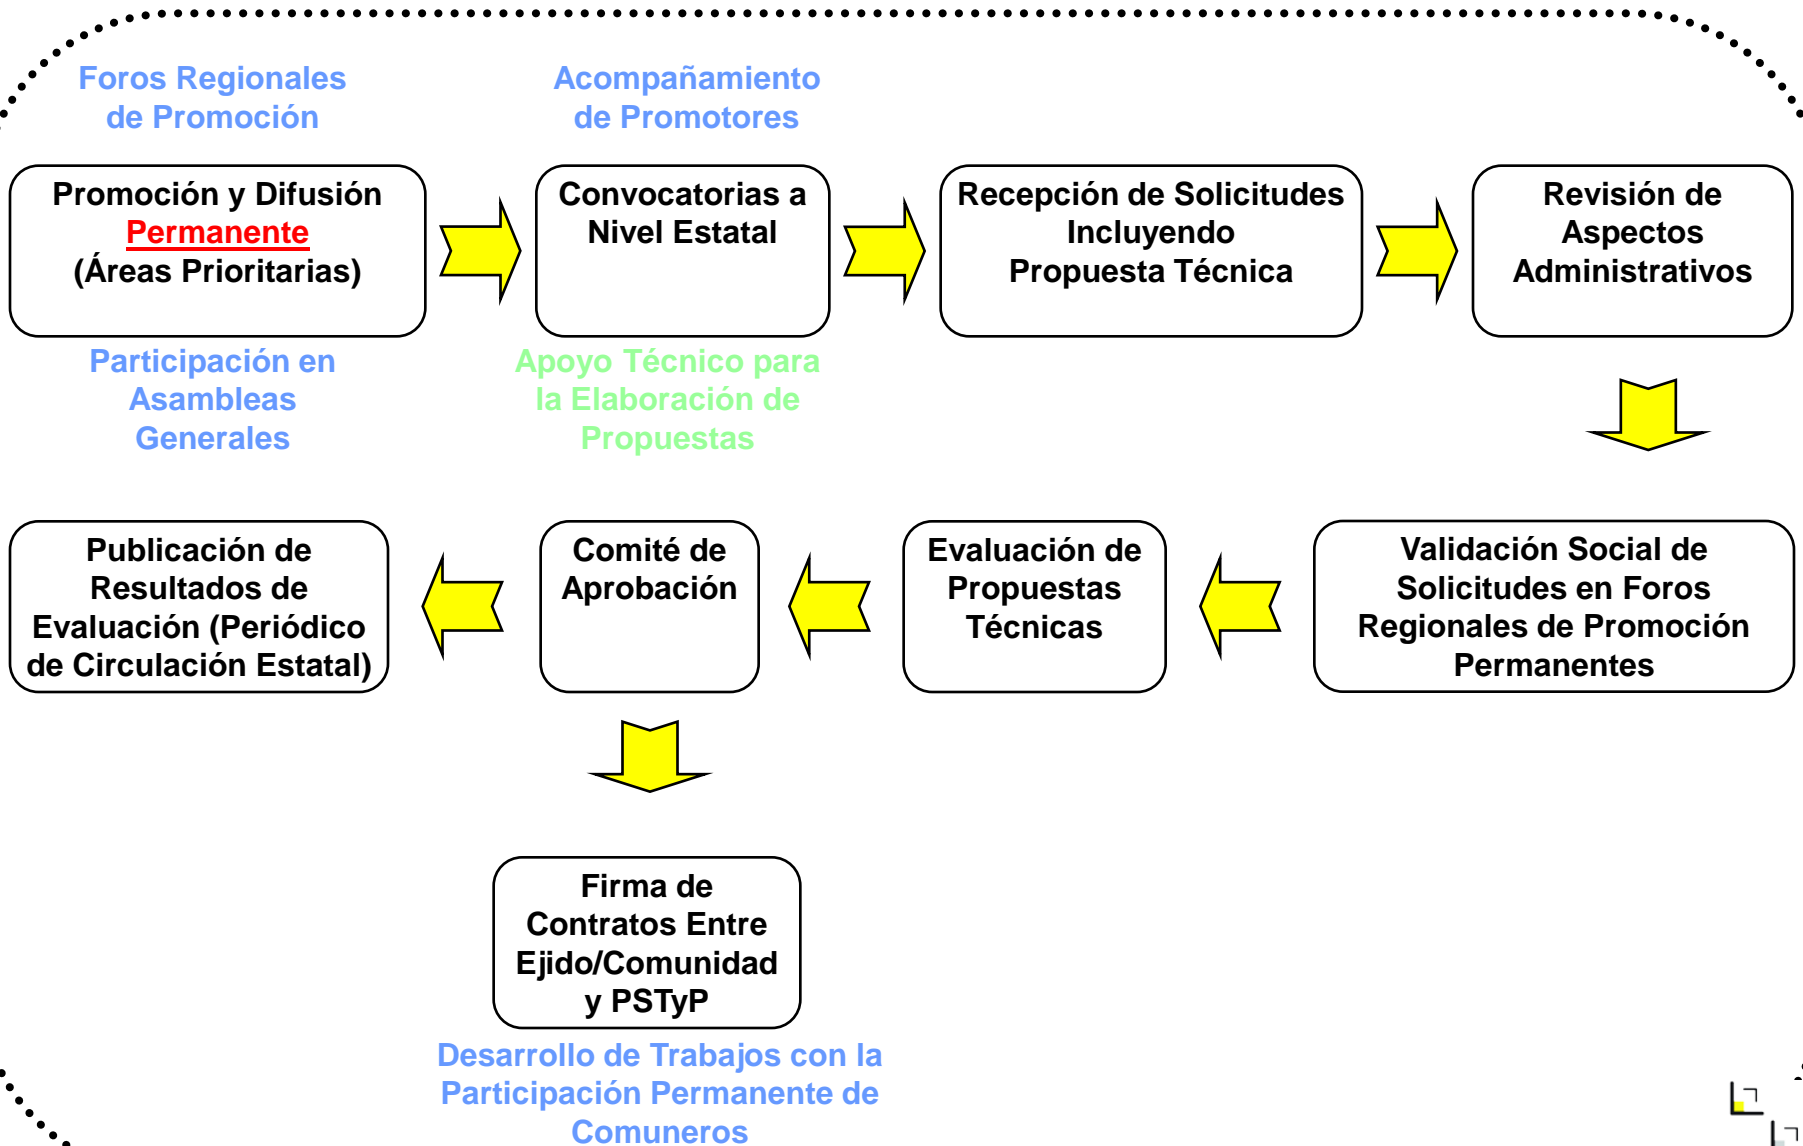 Foros Regionales
de Promoción
Acompañamiento
de Promotores
Promoción y Difusión
Permanente
(Áreas Prioritarias)
Convocatorias a
Nivel Estatal
Recepción de Solicitudes
Incluyendo
Propuesta Técnica
Revisión de
Aspectos
Administrativos
Participación en
Asambleas
Generales
Apoyo Técnico para
la Elaboración de
Propuestas
Validación Social de
Solicitudes en Foros
Regionales de Promoción
Permanentes
Evaluación de
Propuestas
Técnicas
Comité de
Aprobación
Publicación de
Resultados de
Evaluación (Periódico
de Circulación Estatal)
Firma de
Contratos Entre
Ejido/Comunidad
y PSTyP
Desarrollo de Trabajos con la
Participación Permanente de
Comuneros